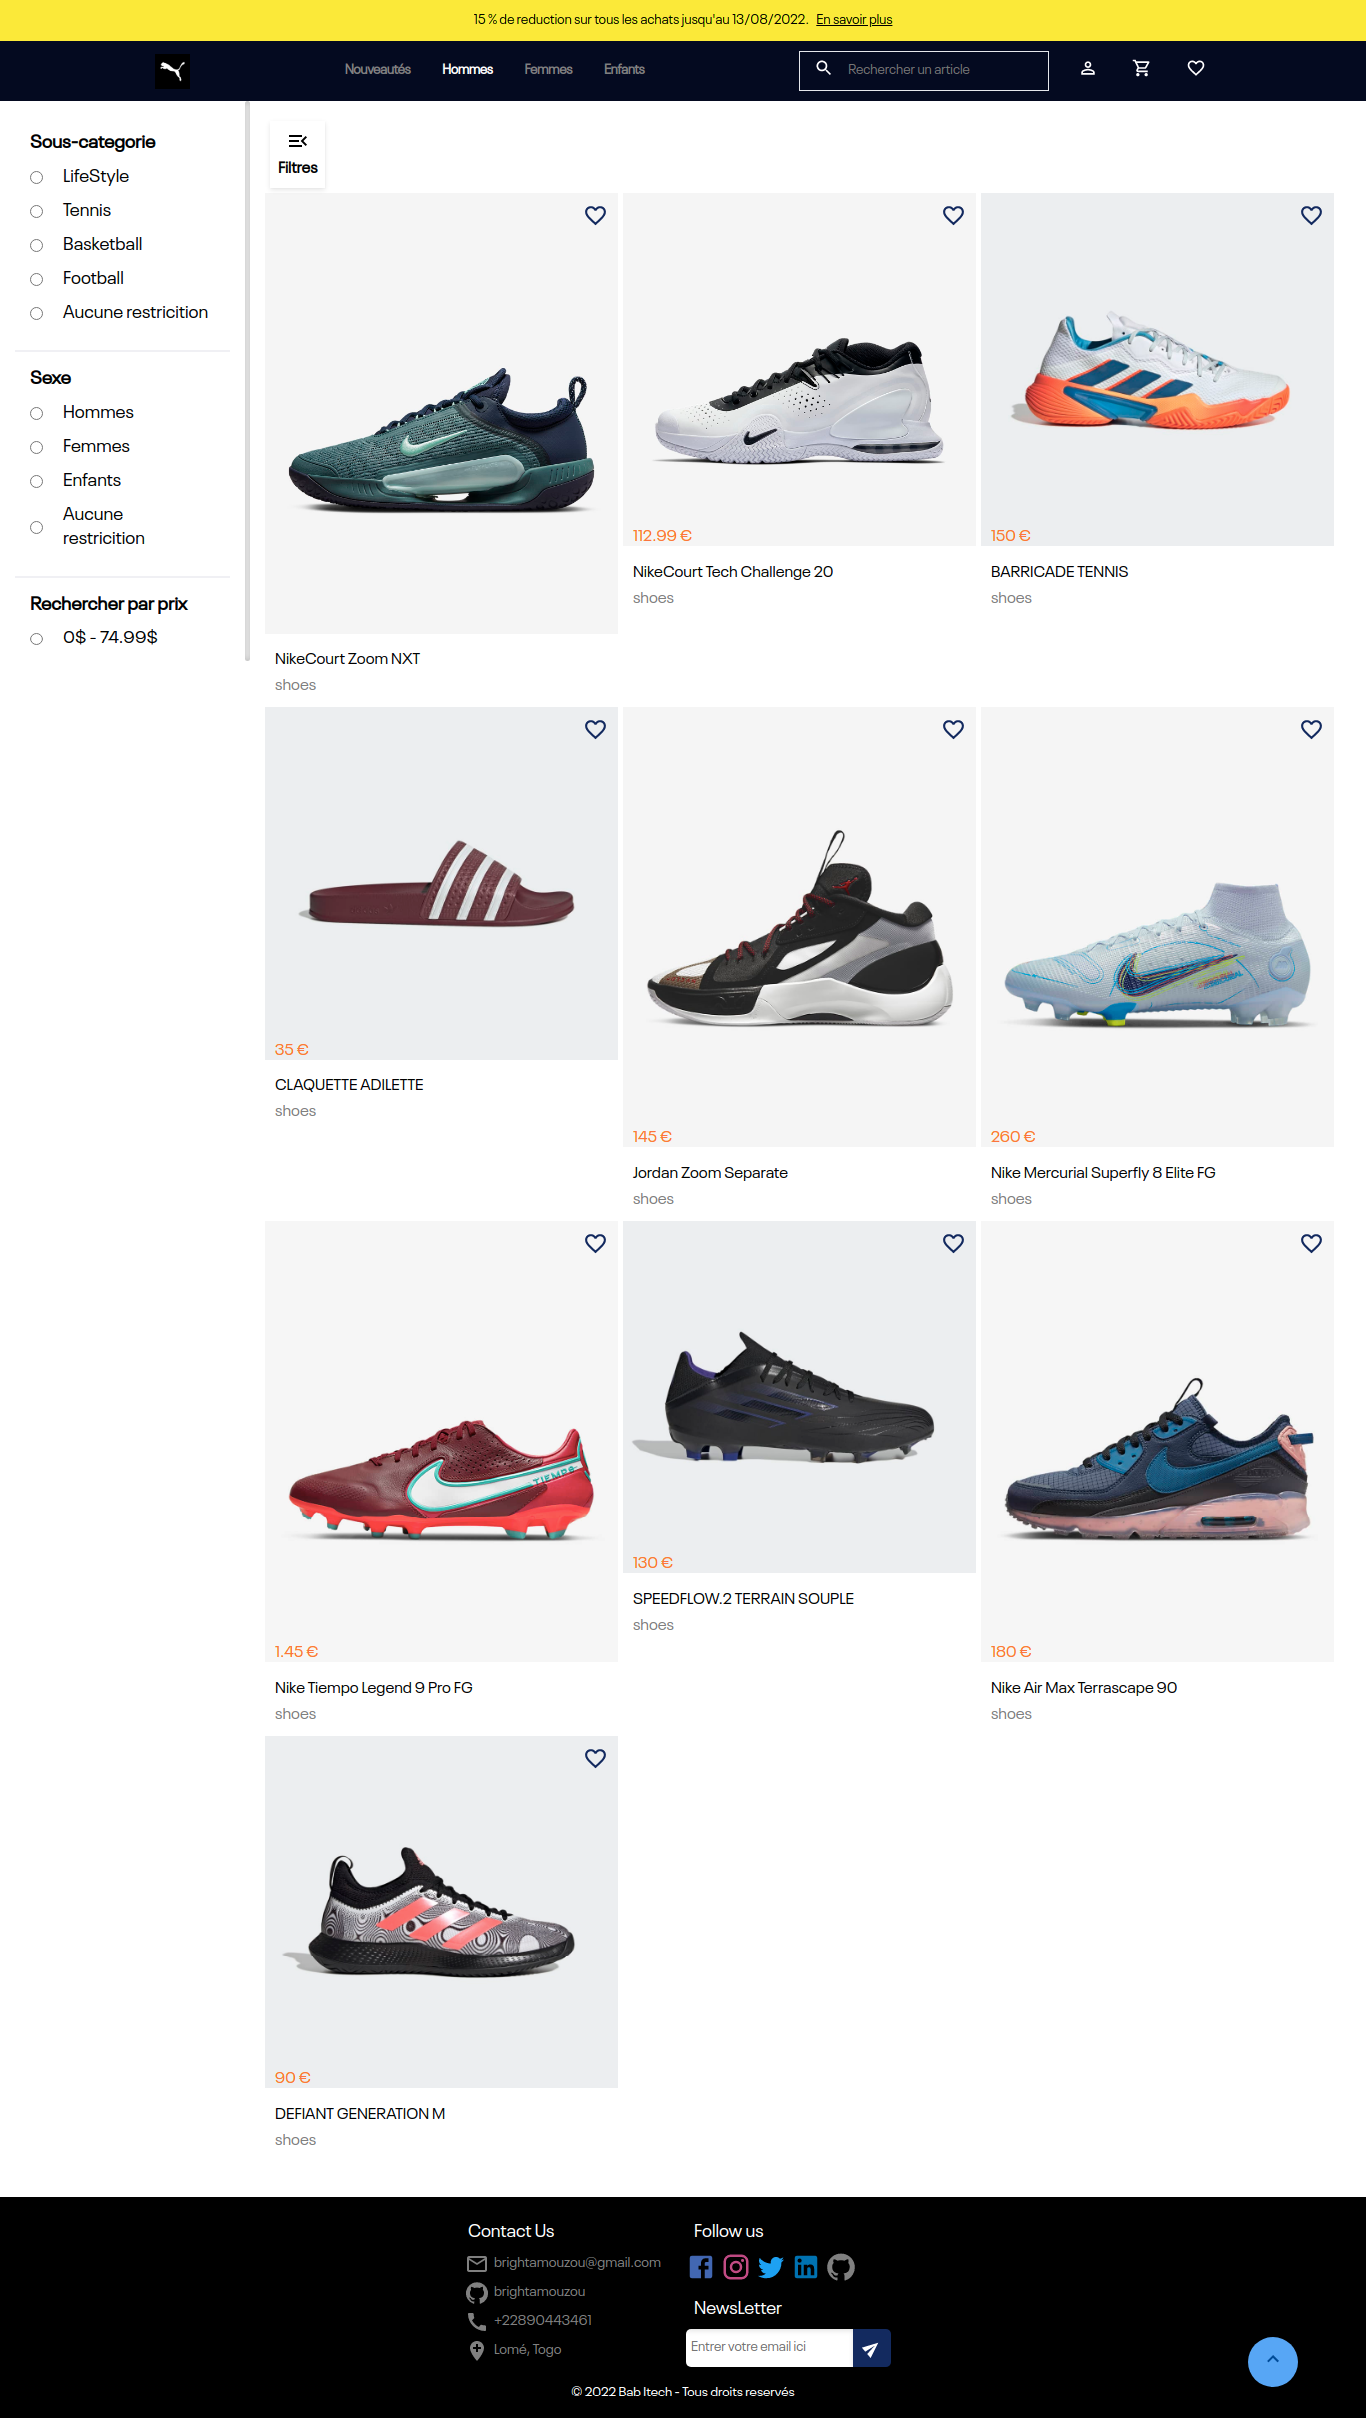 15 % de reduction sur tous les achats jusqu'au 13/08/2022. En savoir plus
Nouveautés Hommes Femmes Enfants Rechercher un article
Sous-categorie
LifeStyle
Tennis
Basketball
Football
Aucune restricition
Sexe
Hommes
Femmes
Enfants
Aucune
restricition
Rechercher par prix
0$ - 74.99$
Filtres
NikeCourt Zoom NXT
shoes
112.99 €
NikeCourt Tech Challenge 20
shoes
150 €
BARRICADE TENNIS
shoes
35 €
CLAQUETTE ADILETTE
shoes
145 €
Jordan Zoom Separate
shoes
260 €
Nike Mercurial Superfly 8 Elite FG
shoes
TIEMPO
1.45 €
Nike Tiempo Legend 9 Pro FG
shoes
130 €
SPEEDFLOW.2 TERRAIN SOUPLE
shoes
180 €
Nike Air Max Terrascape 90
shoes
90 €
DEFIANT GENERATION M
shoes
Contact Us
brightamouzou@gmail.com
brightamouzou
+22890443461
Lomé, Togo
Follow us
NewsLetter
Entrer votre email ici
© 2022 Bab Itech - Tous droits reservés